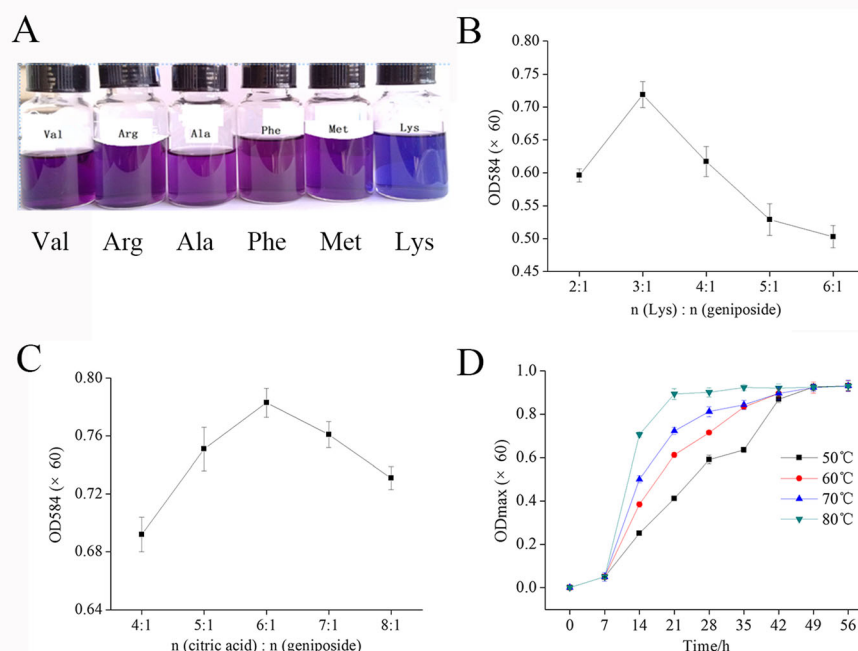 A
Val Arg Ala Phe Met Lys
Val Arg Ala Phe Met Lys
B
OD584 (× 60)
0.80
0.75
0.70
0.65
0.60
0.55
0.50
0.45
2:1 3:1 4:1 5:1 6:1
n (Lys) : n (geniposide)
C
OD584 (× 60)
0.80
0.76
0.72
0.68
0.64
4:1 5:1 6:1 7:1 8:1
n (citric acid) : n (geniposide)
D
ODmax (× 60)
1.0
0.8
0.6
0.4
0.2
0.0
50℃
60℃
70℃
80℃
0 7 14 21 28 35 42 49 56
Time/h